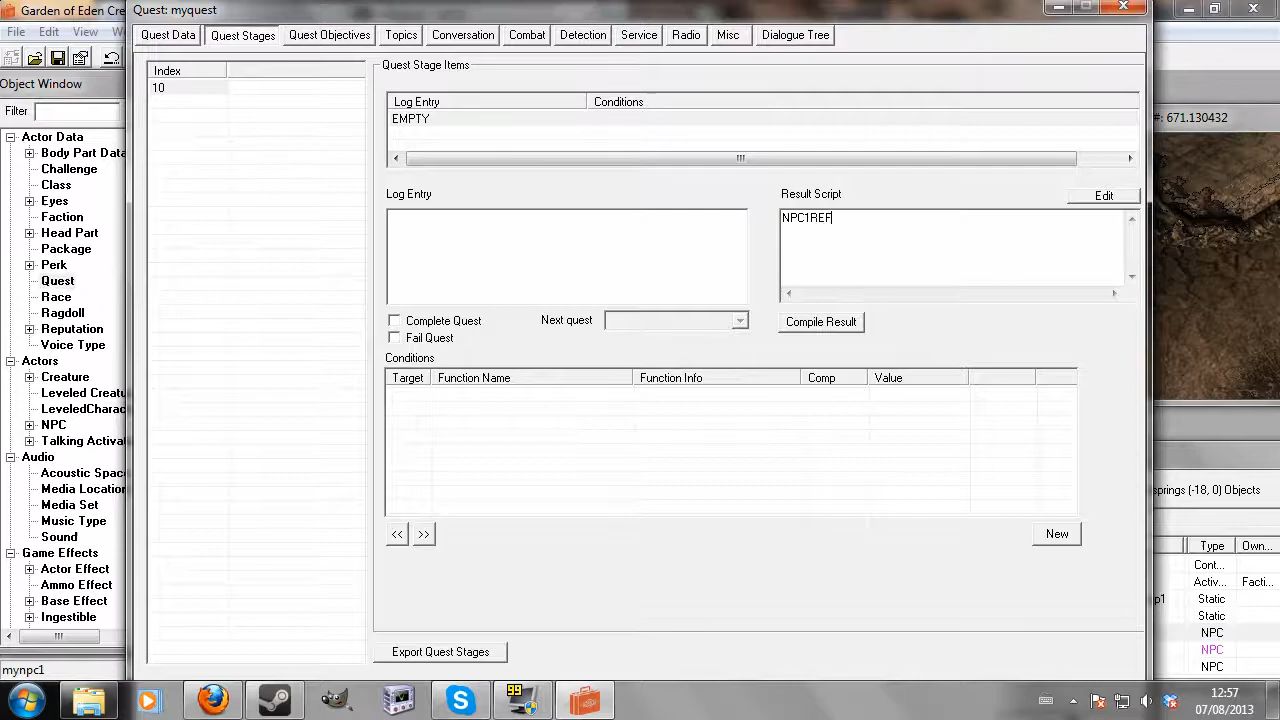 Garden of Eden Cre
Quest: myquest
File Edit View W
Quest Data Quest Stages Quest Objectives Topics Conversation Combat Detection Service Radio Misc Dialogue Tree
Object Window
Filter
Actor Data
Body Part Data
Challenge
Class
Eyes
Faction
Head Part
Package
Perk
Quest
Race
Ragdoll
Reputation
Voice Type
Actors
Creature
Leveled Creatu
LeveledCharac
NPC
Talking Activa
Audio
Acoustic Spac
Media Location
Media Set
Music Type
Sound
Game Effects
Actor Effect
Ammo Effect
Base Effect
Ingestible
mynpc1
Index
10
Quest Stage Items
Log Entry Conditions
EMPTY
Log Entry
Result Script
Edit
NPC1REF
Complete Quest
Next quest
Compile Result
Fail Quest
Conditions
Target Function Name Function Info Comp Value
<< >>
New
Export Quest Stages
#: 671.130432
springs (-18, 0) Objects
Type Own...
Cont...
Activ... Facti...
p1 Static
Static
NPC
NPC
NPC
99
12:57
07/08/2013